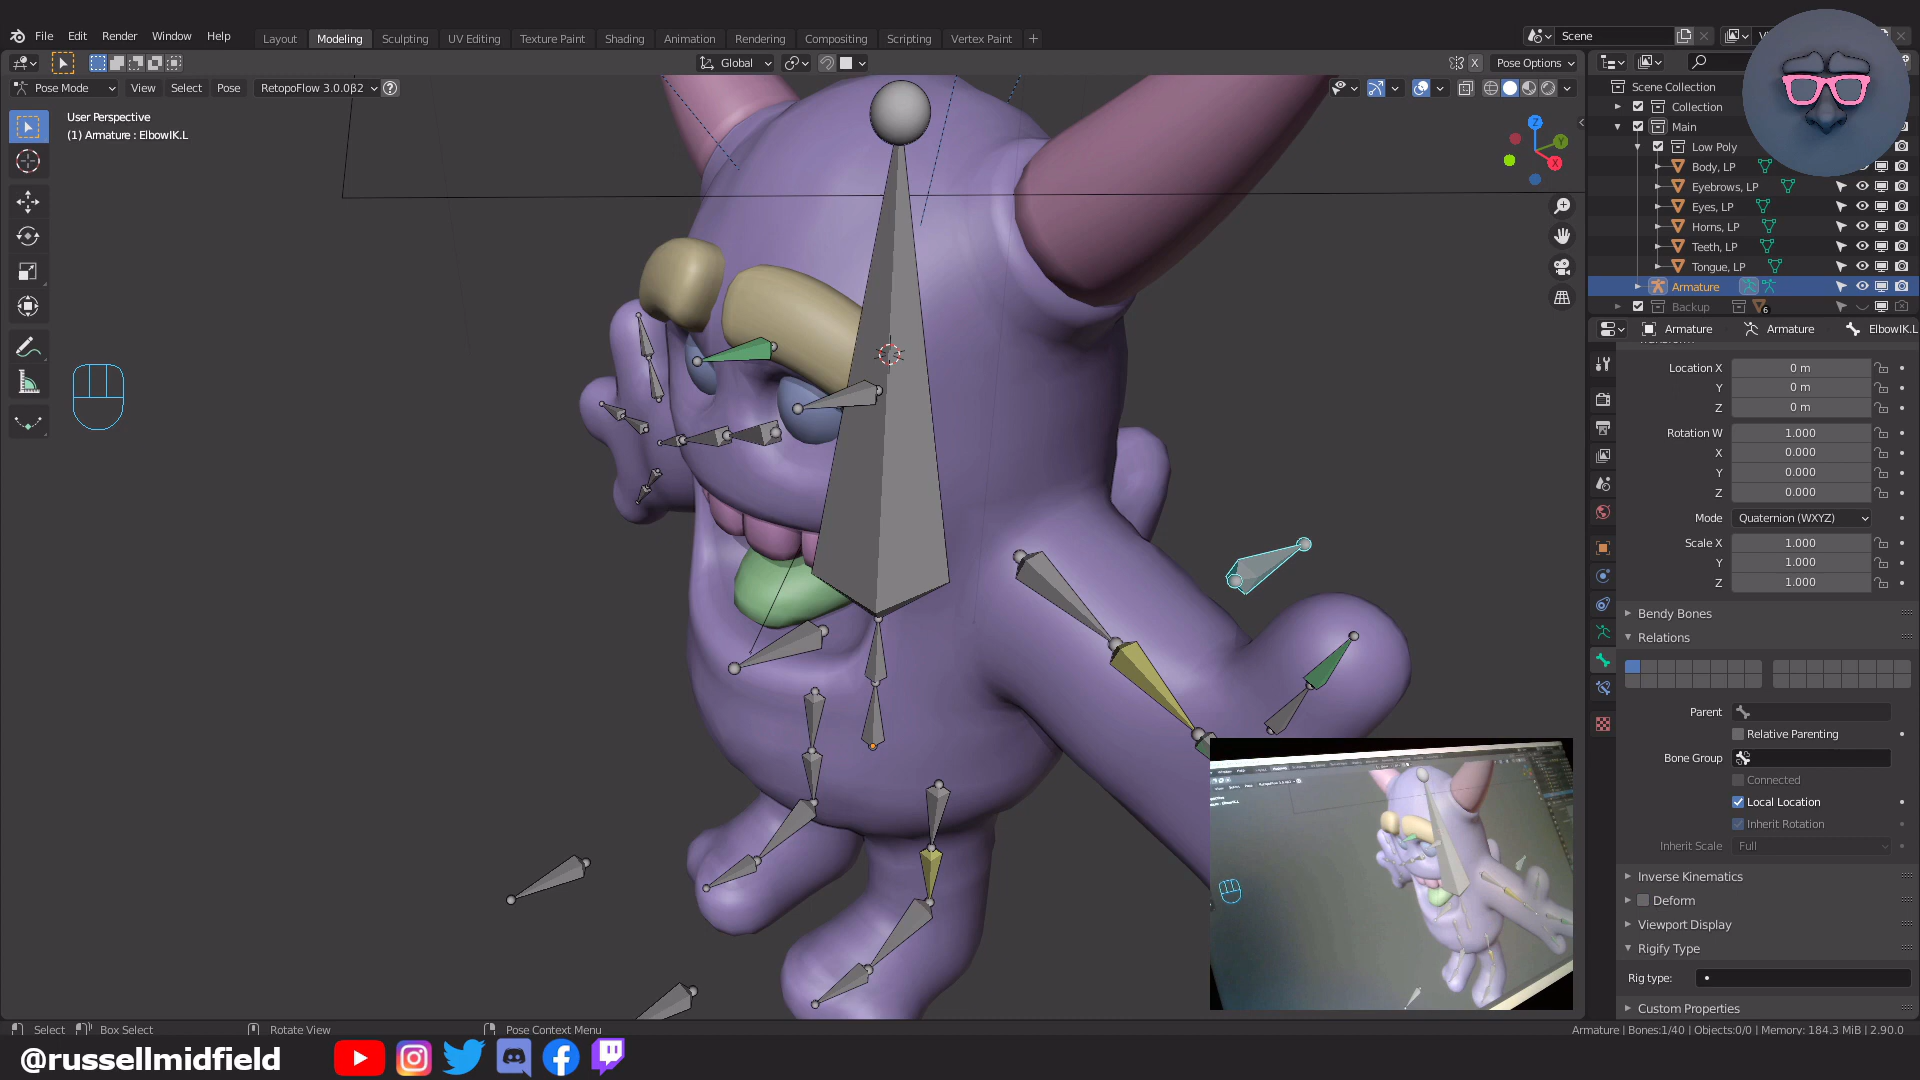 File Edit Render Window Help Layout Modeling Sculpting UV Editing Texture Paint Shading Animation Rendering Compositing Scripting Vertex Paint + Scene
Global Pose Options
Pose Mode View Select Pose RetopoFlow 3.0.0β2
User Perspective
(1) Armature : ElbowIK.L
Z
Y
X
Scene Collection
Collection
Main
Low Poly
Body, LP
Eyebrows, LP
Eyes, LP
Horns, LP
Teeth, LP
Tongue, LP
Armature
Backup 6
Armature Armature ElbowIK.L
Location X 0 m
Y 0 m
Z 0 m
Rotation W 1.000
X 0.000
Y 0.000
Z 0.000
Mode Quaternion (WXYZ)
Scale X 1.000
Y 1.000
Z 1.000
Bendy Bones
Relations
Parent
Relative Parenting
Bone Group
Connected
Local Location
Inherit Rotation
Inherit Scale Full
Inverse Kinematics
Deform
Viewport Display
Rigify Type
Rig type:
Custom Properties
Select Box Select Rotate View Pose Context Menu Armature | Bones:1/40 | Objects:0/0 | Memory: 184.3 MiB | 2.90.0
@russellmidfield